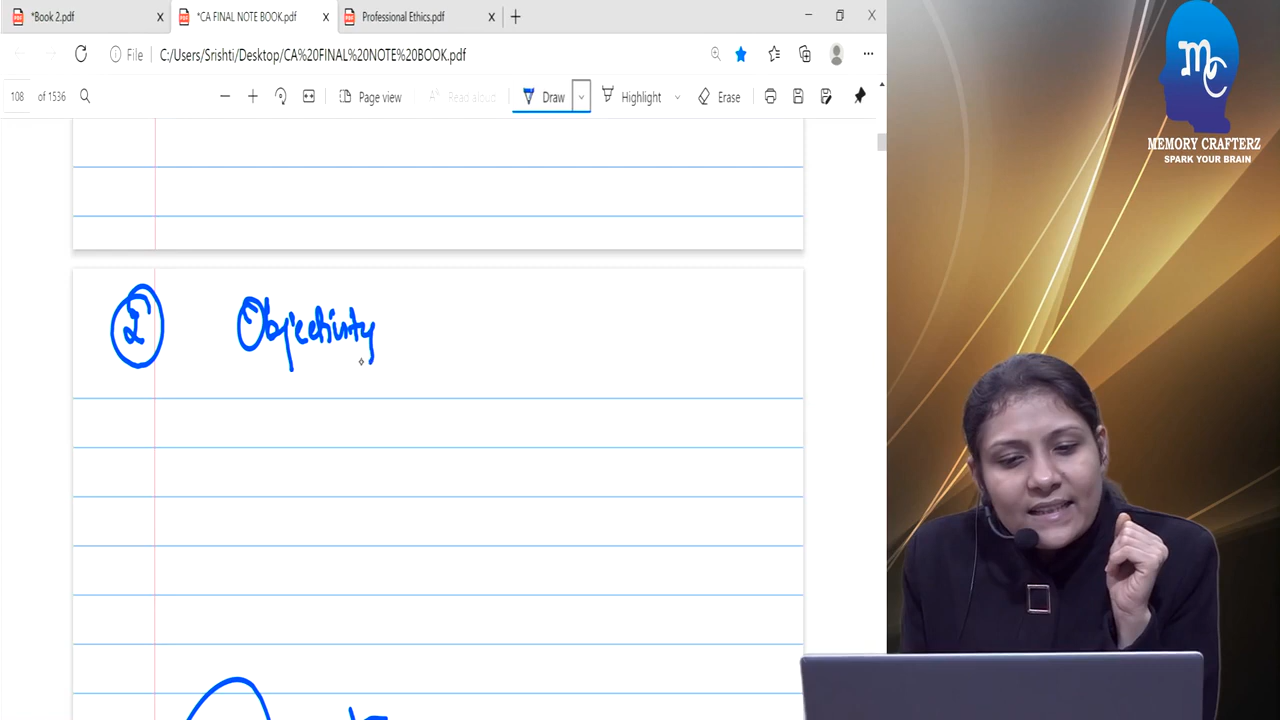 *Book 2.pdf
*CA FINAL NOTE BOOK.pdf
Professional Ethics.pdf
File
C:/Users/Srishti/Desktop/CA%20FINAL%20NOTE%20BOOK.pdf
108 of 1536
Page view
Read aloud
Draw
Highlight
Erase
MC
MEMORY CRAFTERZ
SPARK YOUR BRAIN
2 Objectivity